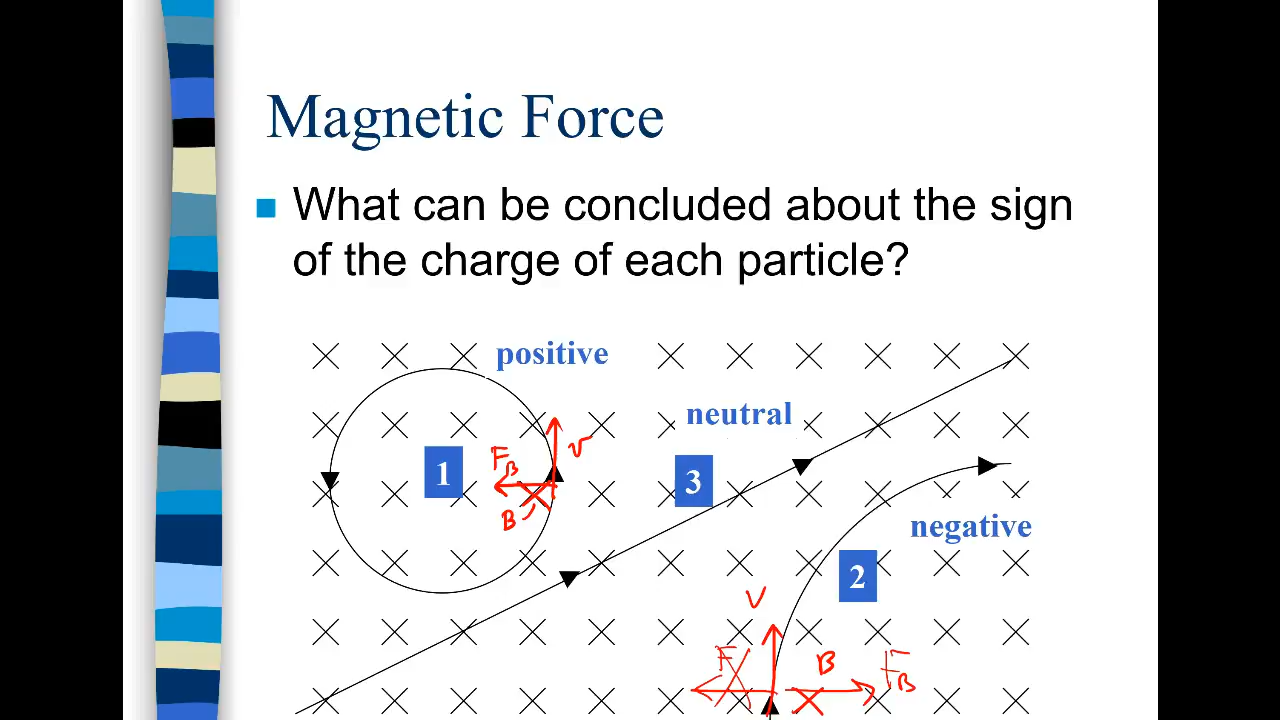 Magnetic Force
What can be concluded about the sign
of the charge of each particle?
positive
neutral
v
F_B
1
3
B
negative
2
V
F
B
F_B